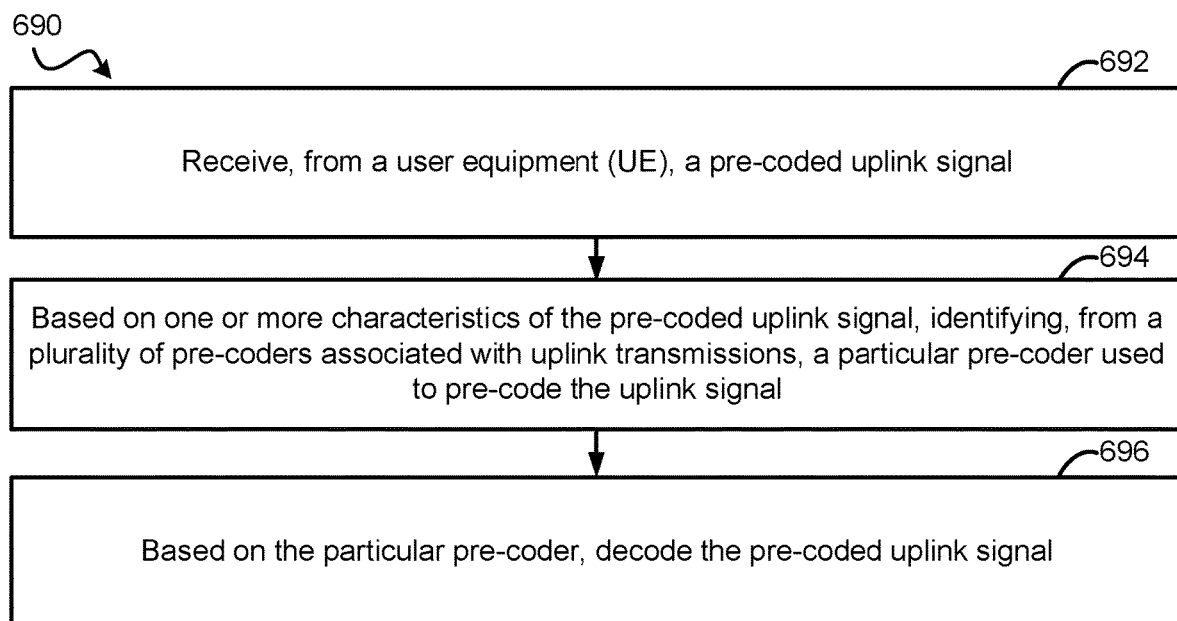 690
692
Receive, from a user equipment (UE), a pre-coded uplink signal
694
Based on one or more characteristics of the pre-coded uplink signal, identifying, from a
plurality of pre-coders associated with uplink transmissions, a particular pre-coder used
to pre-code the uplink signal
696
Based on the particular pre-coder, decode the pre-coded uplink signal